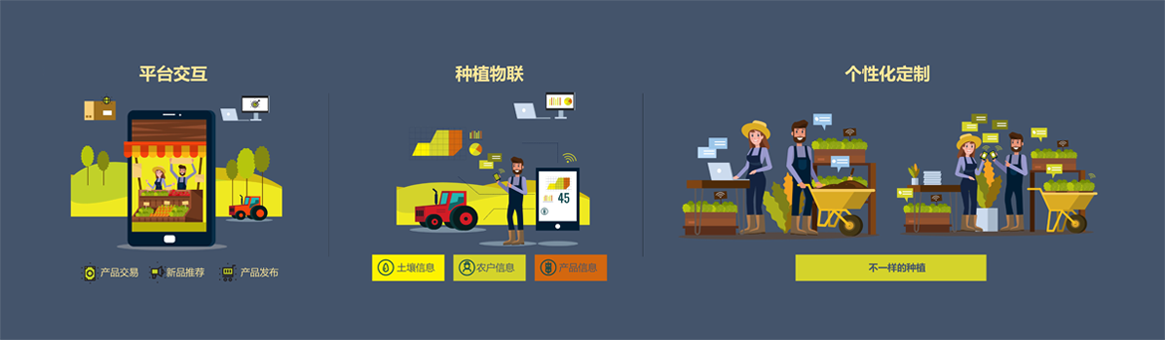 平台交互
产品交易
新品推荐
产品发布
种植物联
45
土壤信息
农户信息
产品信息
个性化定制
不一样的种植